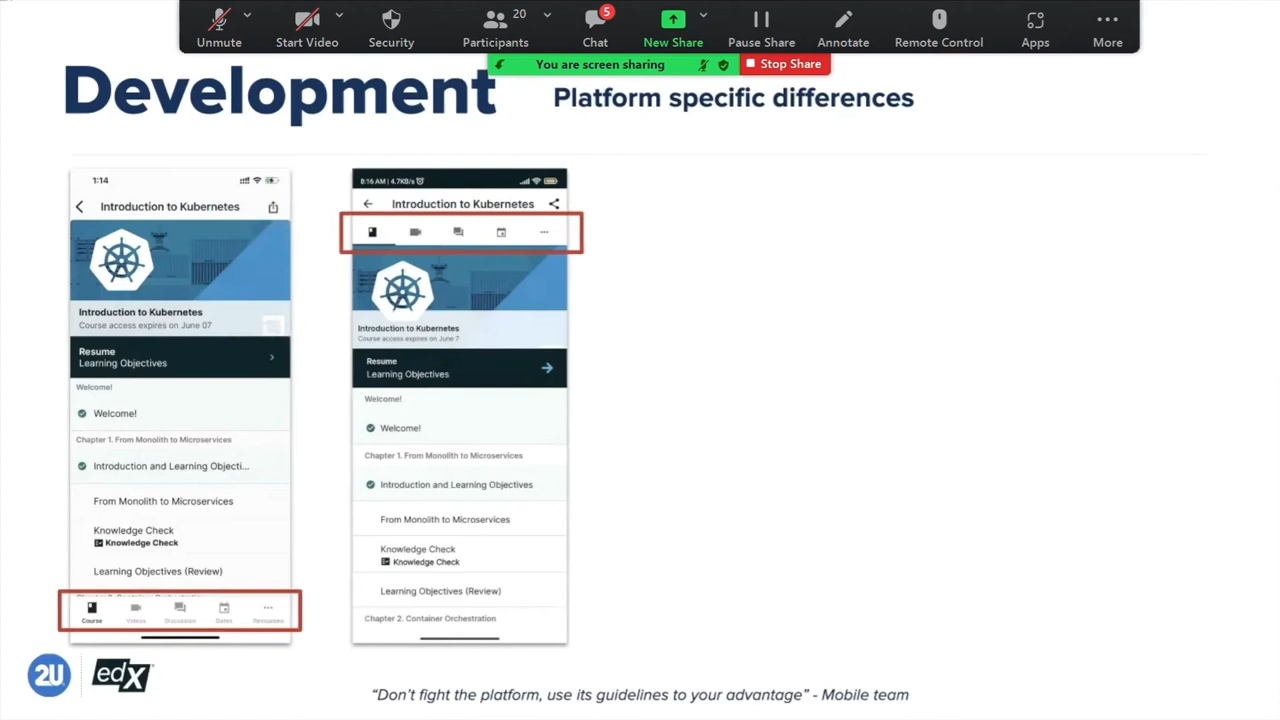 Unmute
Start Video
Security
20
Participants
5
Chat
New Share
Pause Share
Annotate
Remote Control
Apps
More
You are screen sharing
Stop Share
Development
Platform specific differences
1:14
Introduction to Kubernetes
Introduction to Kubernetes
Course access expires on June 07
Resume
Learning Objectives
Welcome!
Welcome!
Chapter 1. From Monolith to Microservices
Introduction and Learning Objecti...
From Monolith to Microservices
Knowledge Check
Knowledge Check
Learning Objectives (Review)
Course
Videos
Discussion
Dates
Resources
8:16 AM | 4.7KB/s
Introduction to Kubernetes
Introduction to Kubernetes
Course access expires on June 7
Resume
Learning Objectives
Welcome!
Welcome!
Chapter 1. From Monolith to Microservices
Introduction and Learning Objectives
From Monolith to Microservices
Knowledge Check
Knowledge Check
Learning Objectives (Review)
Chapter 2. Container Orchestration
2U
edX
“Don't fight the platform, use its guidelines to your advantage” - Mobile team